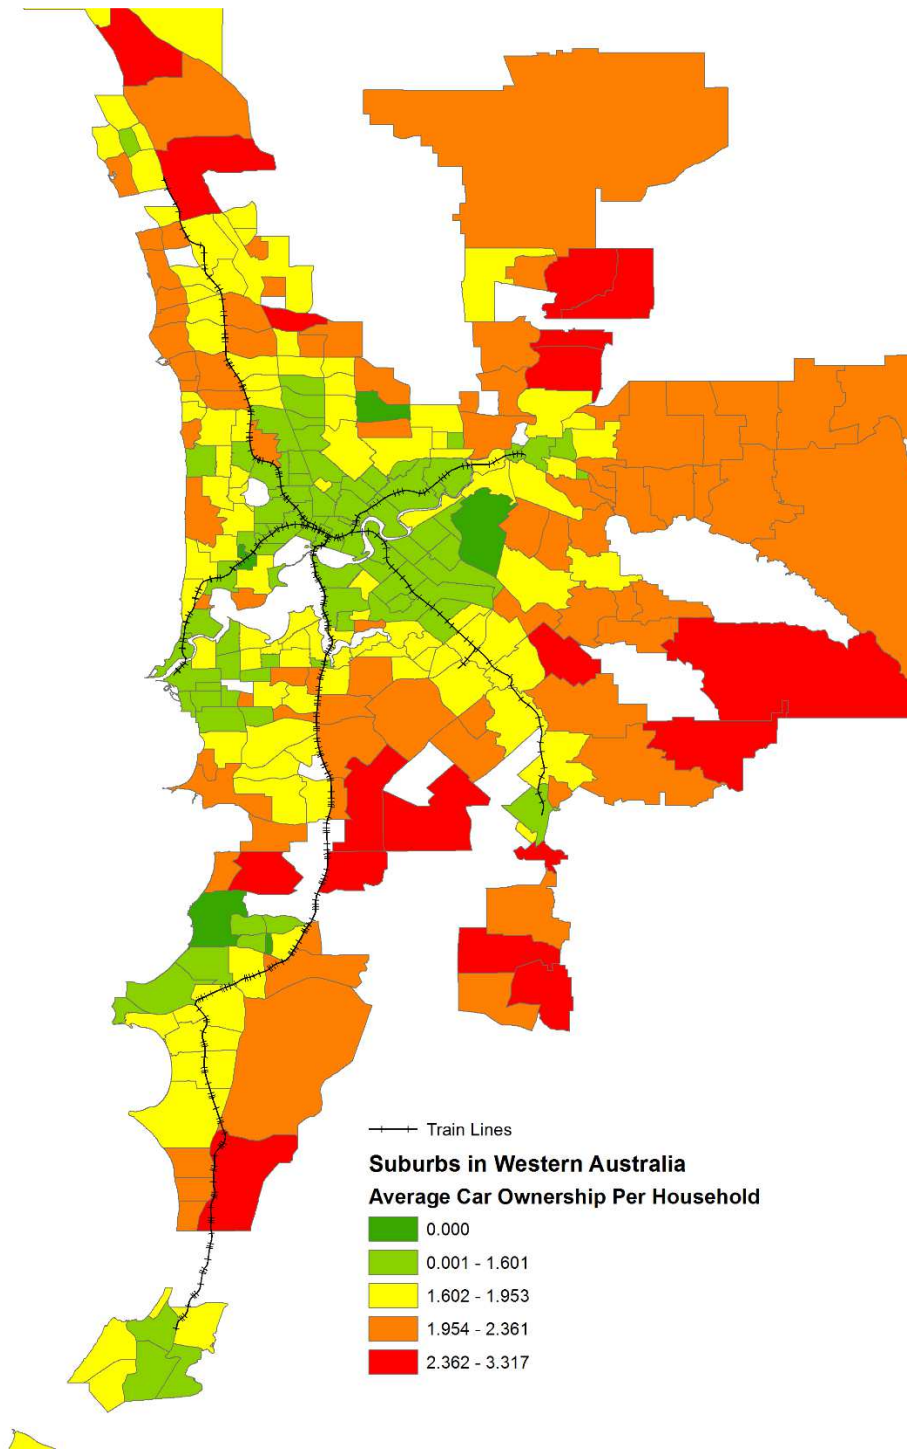 Train Lines
Suburbs in Western Australia
Average Car Ownership Per Household
0.000
0.001 - 1.601
1.602 - 1.953
1.954 - 2.361
2.362 - 3.317